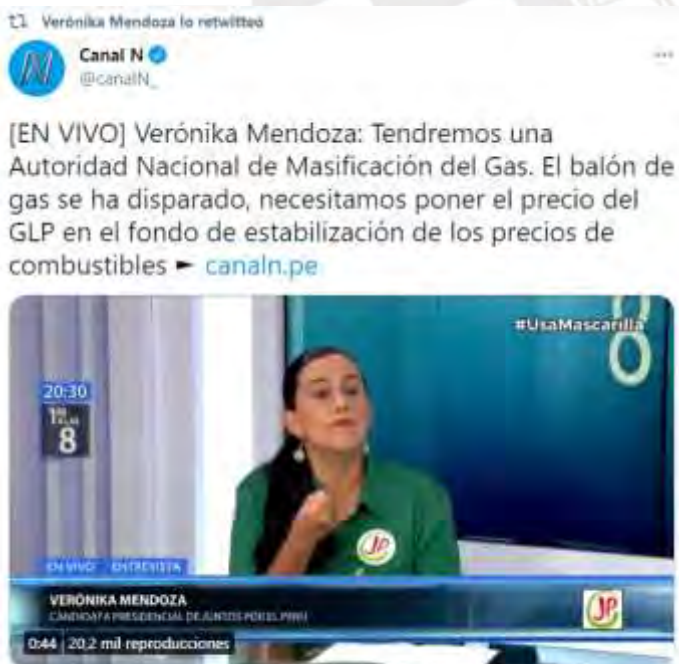 Verónika Mendoza lo retwitteó
Canal N
@canalN_
[EN VIVO] Verónika Mendoza: Tendremos una
Autoridad Nacional de Masificación del Gas. El balón de
gas se ha disparado, necesitamos poner el precio del
GLP en el fondo de estabilización de los precios de
combustibles ► canaln.pe
#UsaMascarilla
20:30
8
EN VIVO ENTREVISTA
JP
VERÓNIKA MENDOZA
CANDIDATA PRESIDENCIAL DE JUNTOS POR EL PERÚ
JP
0:44 20,2 mil reproducciones